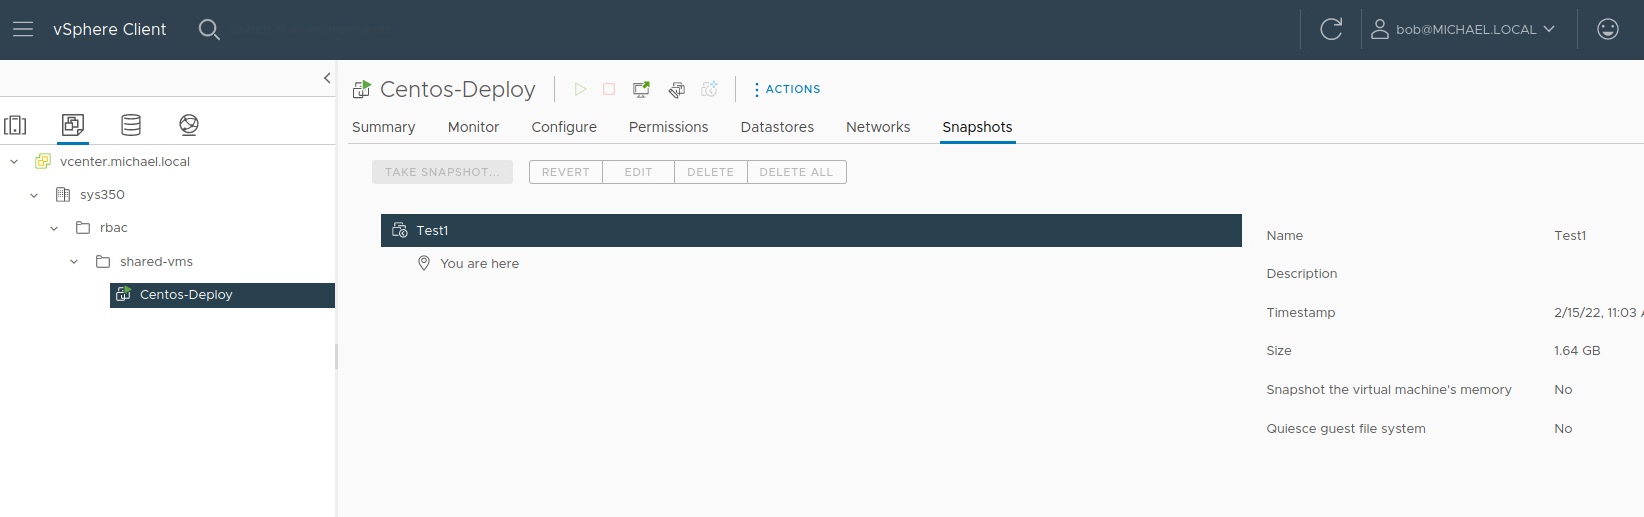 vSphere Client
bob@MICHAEL.LOCAL
Centos-Deploy
ACTIONS
Summary Monitor Configure Permissions Datastores Networks Snapshots
vcenter.michael.local
sys350
rbac
shared-vms
Centos-Deploy
TAKE SNAPSHOT... REVERT EDIT DELETE DELETE ALL
Test1
You are here
Name Test1
Description
Timestamp 2/15/22, 11:03
Size 1.64 GB
Snapshot the virtual machine's memory No
Quiesce guest file system No